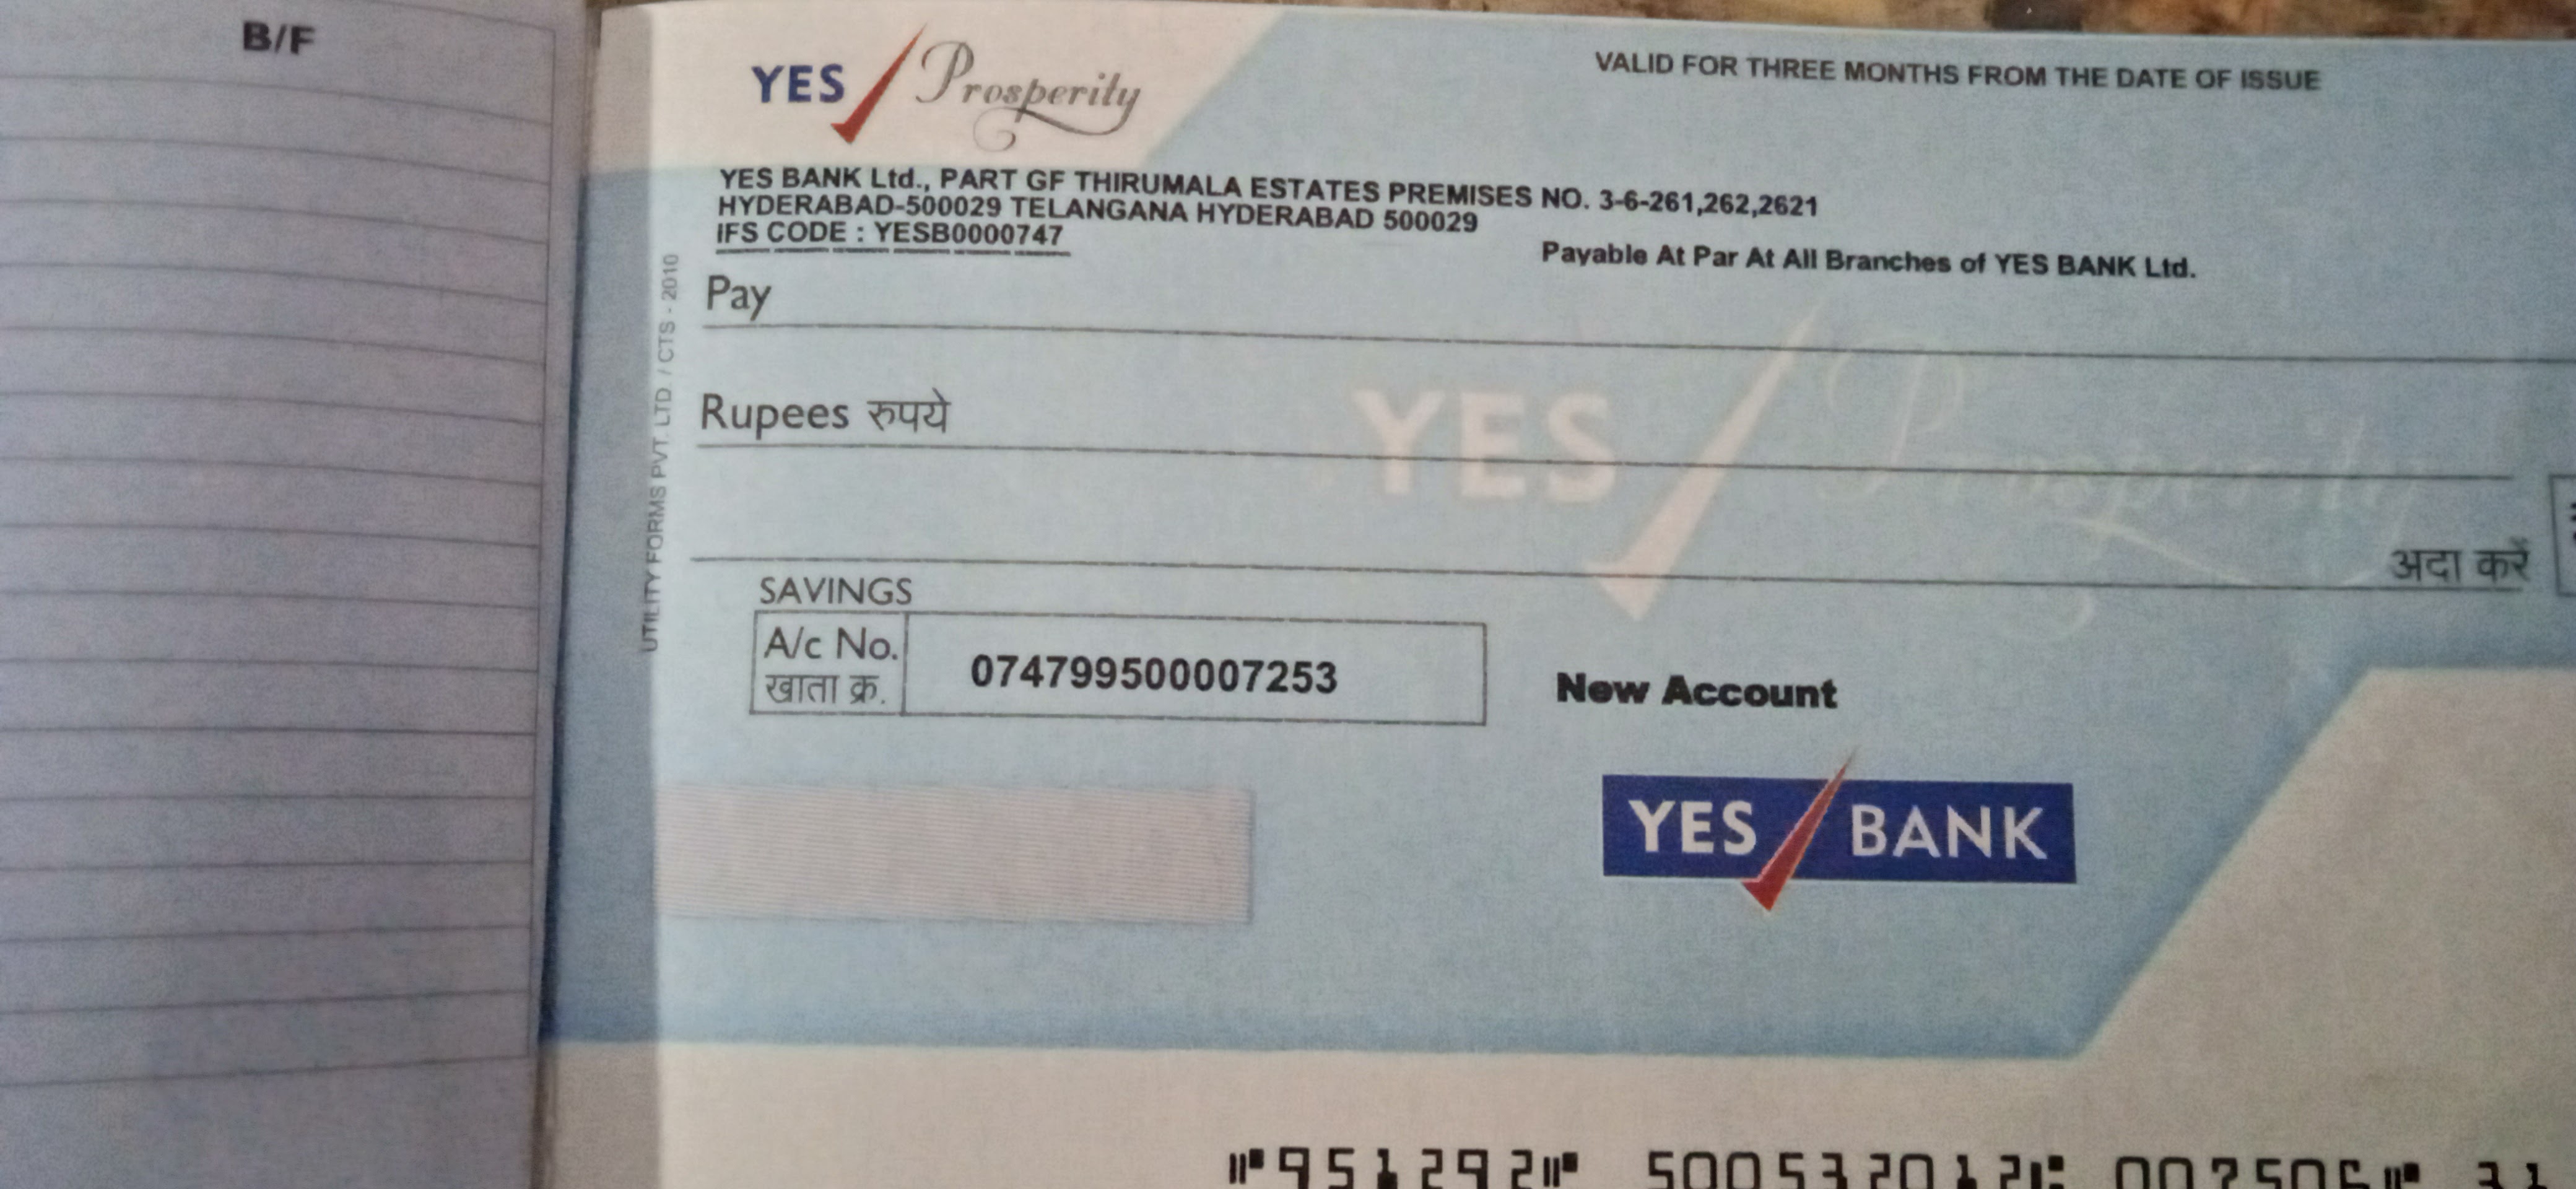 B/F
YES Prosperity
VALID FOR THREE MONTHS FROM THE DATE OF ISSUE
YES BANK Ltd., PART GF THIRUMALA ESTATES PREMISES NO. 3-6-261,262,2621
HYDERABAD-500029 TELANGANA HYDERABAD 500029
IFS CODE : YESB0000747
Payable At Par At All Branches of YES BANK Ltd.
UTILITY FORMS PVT. LTD / CTS - 2010
Pay
Rupees रुपये
YES Prosperity
अदा करें
SAVINGS
A/c No.
खाता क्र.
074799500007253
New Account
YES BANK
⑈951292⑈ 500532012⑆ 007506⑈ 31